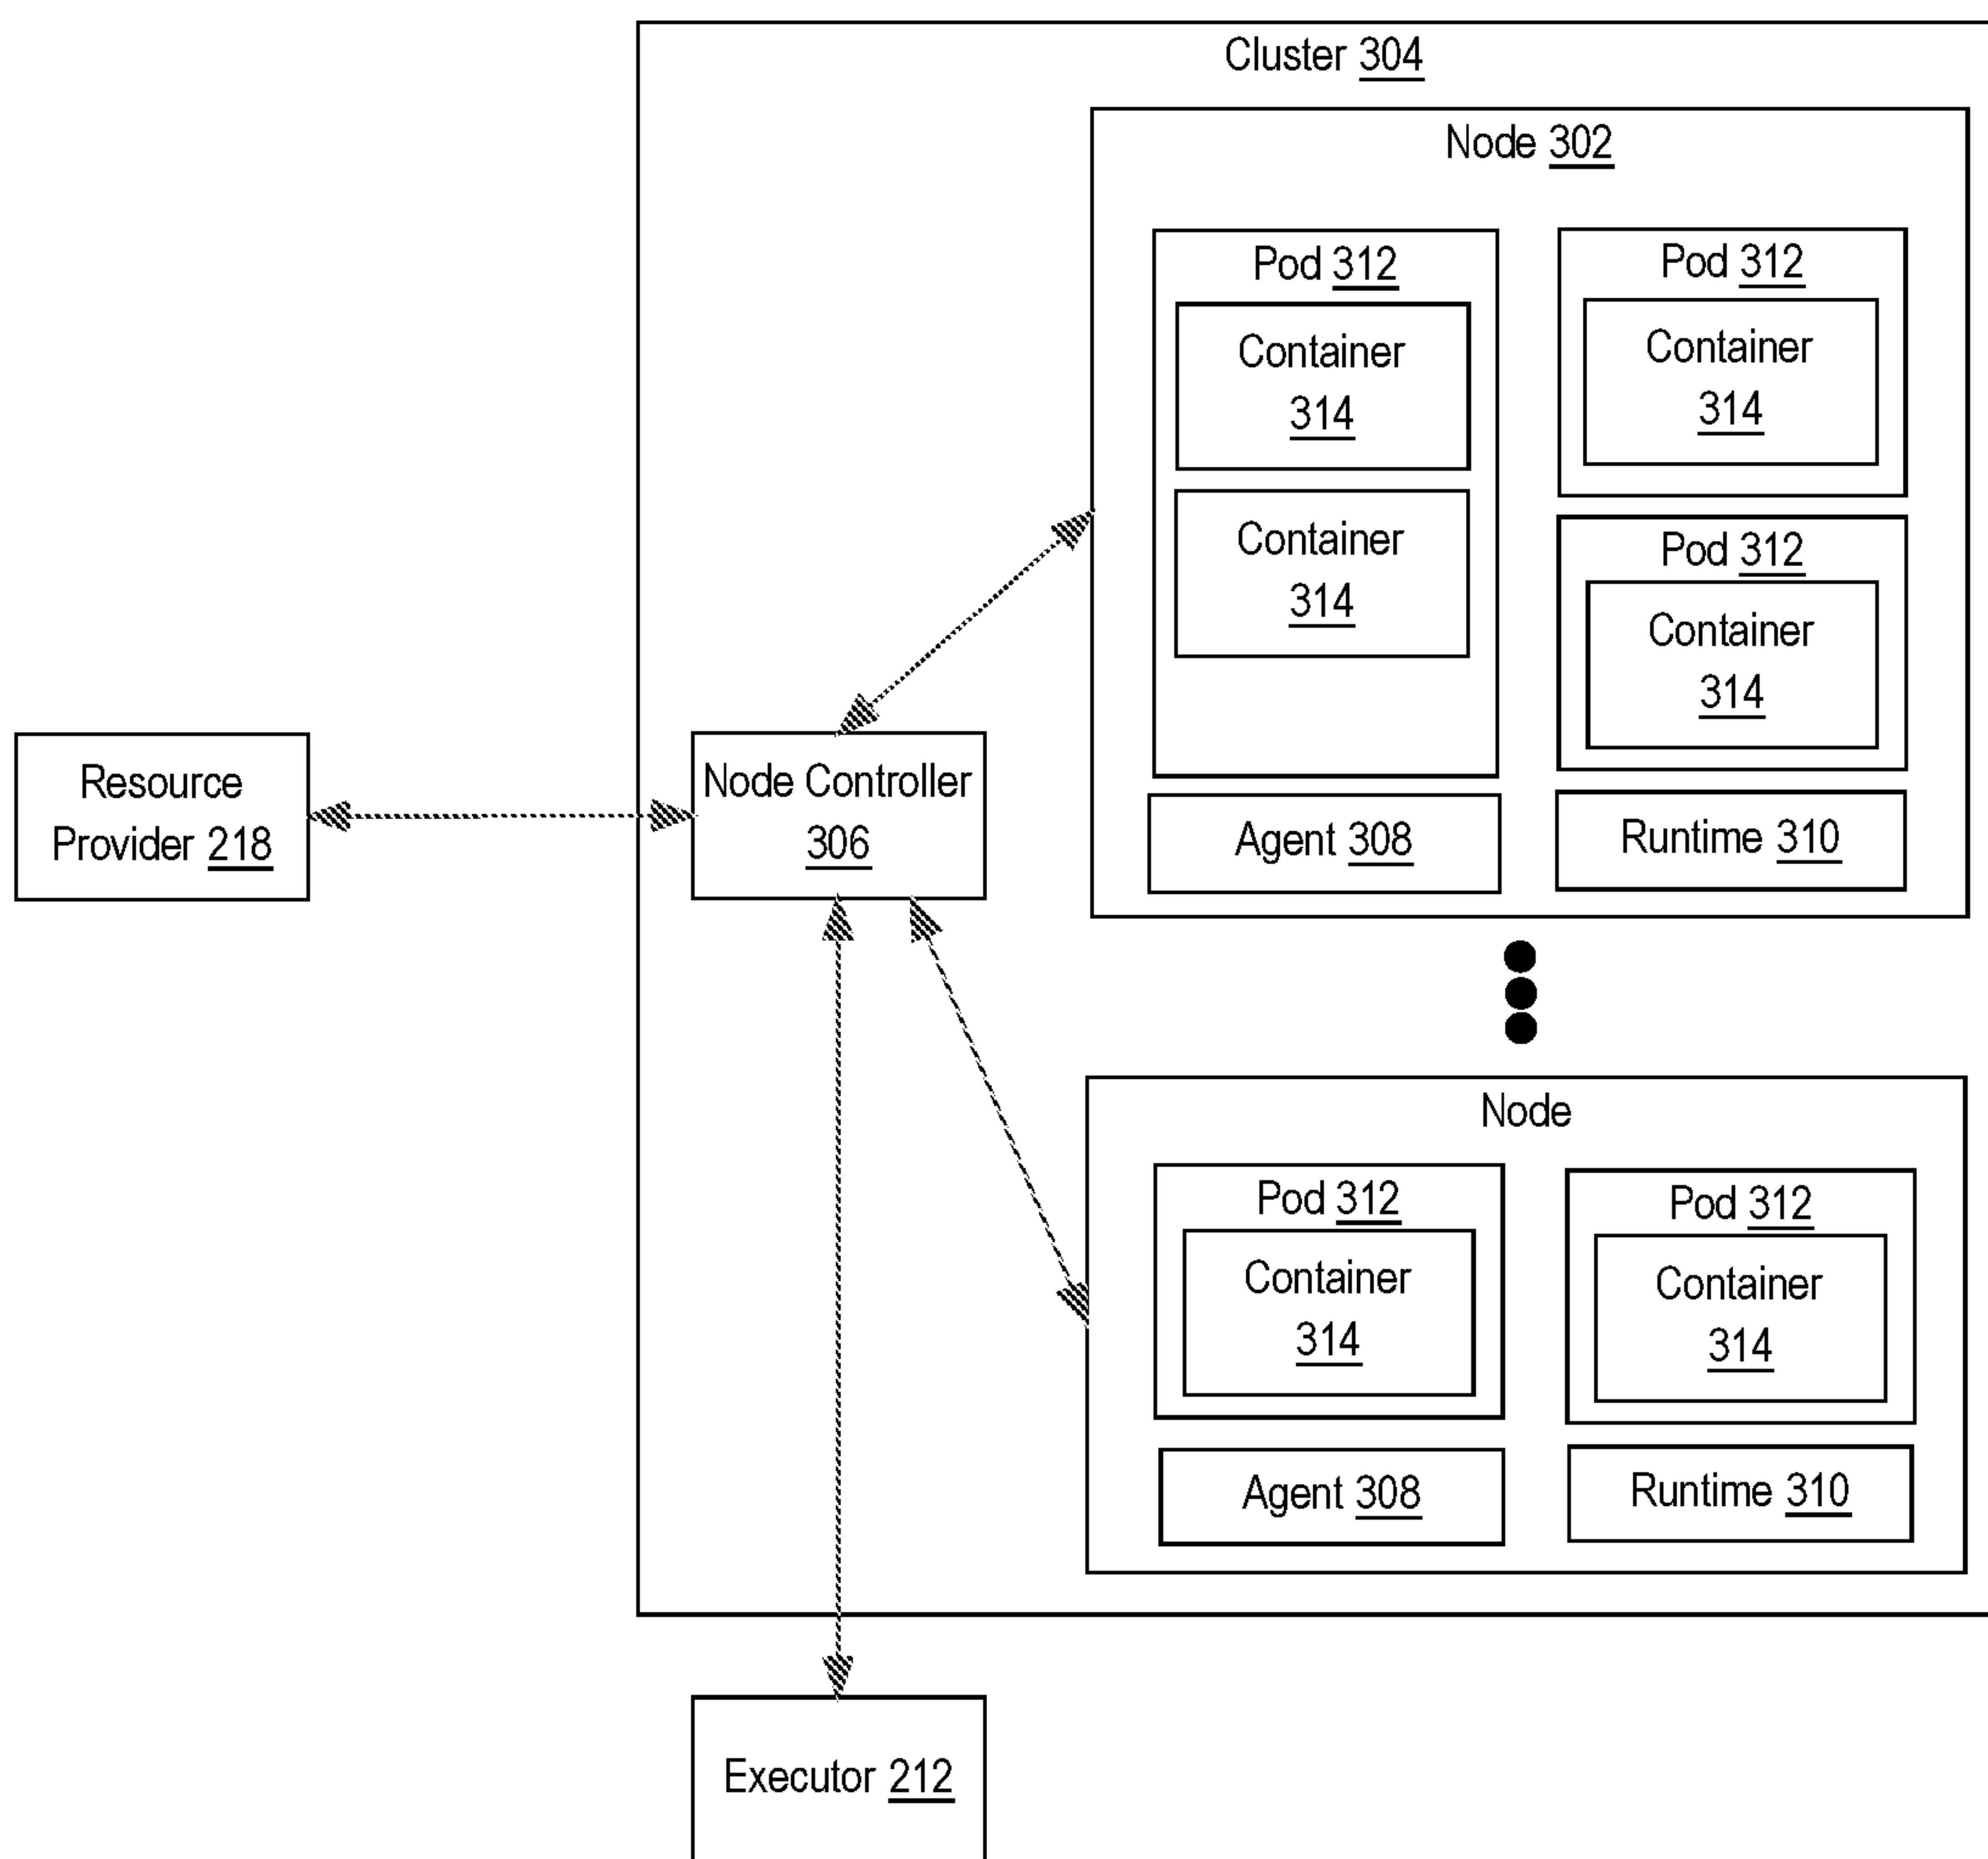 Cluster 304
Node 302
Pod 312
Container
314
Container
314
Pod 312
Container
314
Pod 312
Container
314
Agent 308
Runtime 310
Resource
Provider 218
Node Controller
306
Node
Pod 312
Container
314
Pod 312
Container
314
Agent 308
Runtime 310
Executor 212